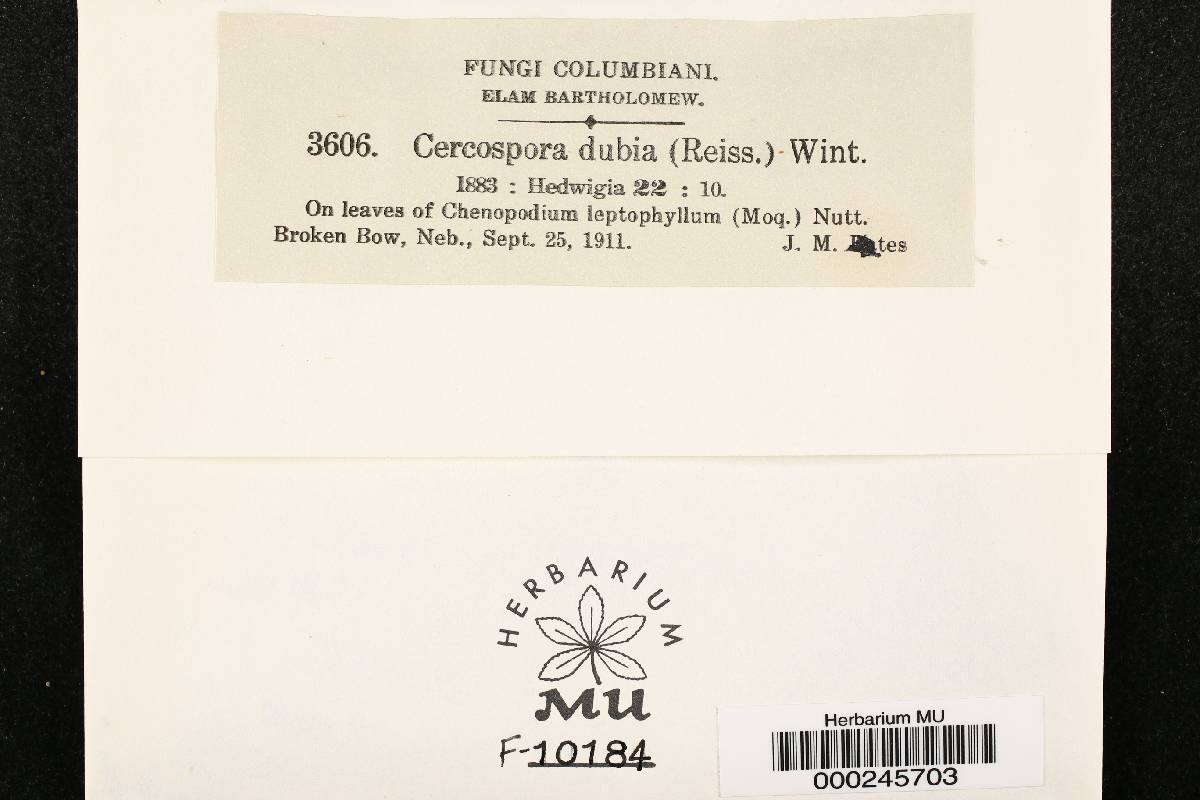 FUNGI COLUMBIANI.
ELAM BARTHOLOMEW.
3606. Cercospora dubia (Reiss.) Wint.
1883 : Hedwigia 22 : 10.
On leaves of Chenopodium leptophyllum (Moq.) Nutt.
Broken Bow, Neb., Sept. 25, 1911. J. M. Bates
HERBARIUM
MU
F-10184
Herbarium MU
000245703